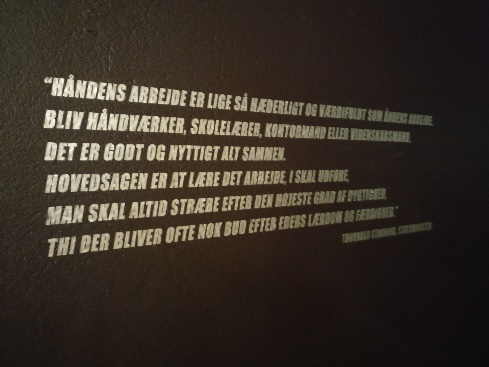 "HÅNDENS ARBEJDE ER LIGE SÅ HÆDERLIGT OG VÆRDIFULDT SOM ÅNDENS ARBEJDE.
BLIV HÅNDVÆRKER, SKOLELÆRER, KONTORMAND ELLER VIDENSKABSMAND,
DET ER GODT OG NYTTIGT ALT SAMMEN.
HOVEDSAGEN ER AT LÆRE DET ARBEJDE, I SKAL UDFØRE,
MAN SKAL ALTID STRÆBE EFTER DEN HØJESTE GRAD AF DYGTIGHED,
THI DER BLIVER OFTE NOK BUD EFTER EDERS LÆRDOM OG FÆRDIGHED."
THORVALD STAUNING, STATSMINISTER